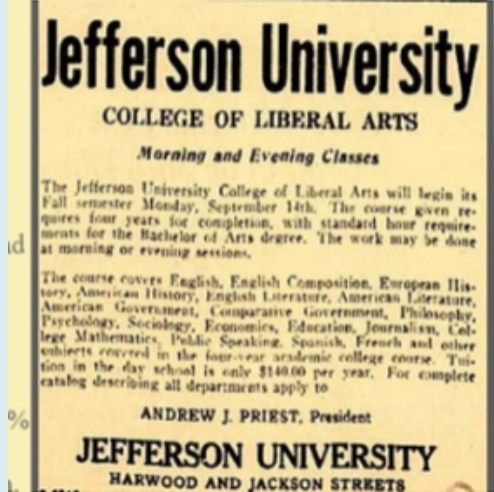 Jefferson University
COLLEGE OF LIBERAL ARTS
Morning and Evening Classes
The Jefferson University College of Liberal Arts will begin its
Fall semester Monday, September 14th. The course given re-
quires four years for completion, with standard hour require-
ments for the Bachelor of Arts degree. The work may be done
at morning or evening sessions.
The course covers English, English Composition, European His-
tory, American History, English Literature, American Literature,
American Government, Comparative Government, Philosophy,
Psychology, Sociology, Economics, Education, Journalism, Col-
lege Mathematics, Public Speaking, Spanish, French and other
subjects covered in the four-year academic college course. Tui-
tion in the day school is only $140.00 per year. For complete
catalog describing all departments apply to
ANDREW J. PRIEST, President
JEFFERSON UNIVERSITY
HARWOOD AND JACKSON STREETS